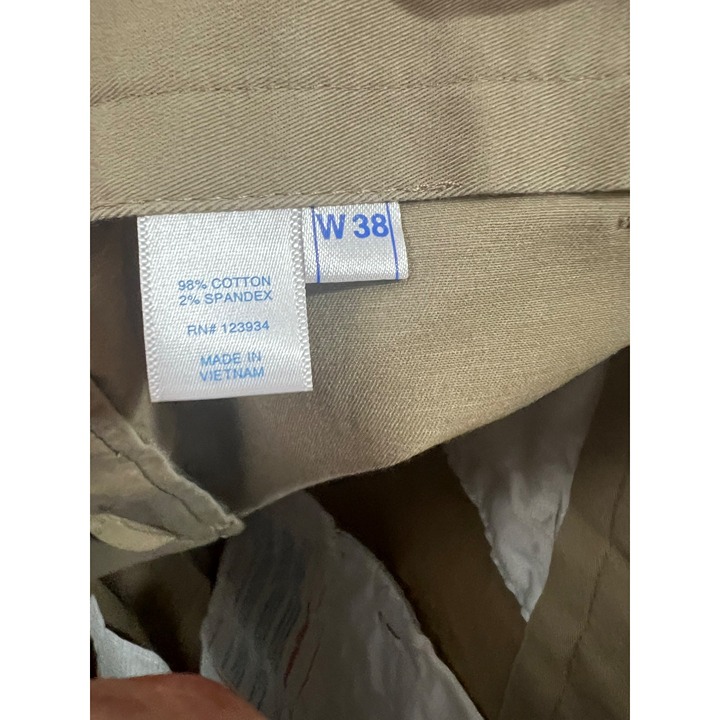 W 38
98% COTTON
2% SPANDEX
RN# 123934
MADE IN
VIETNAM